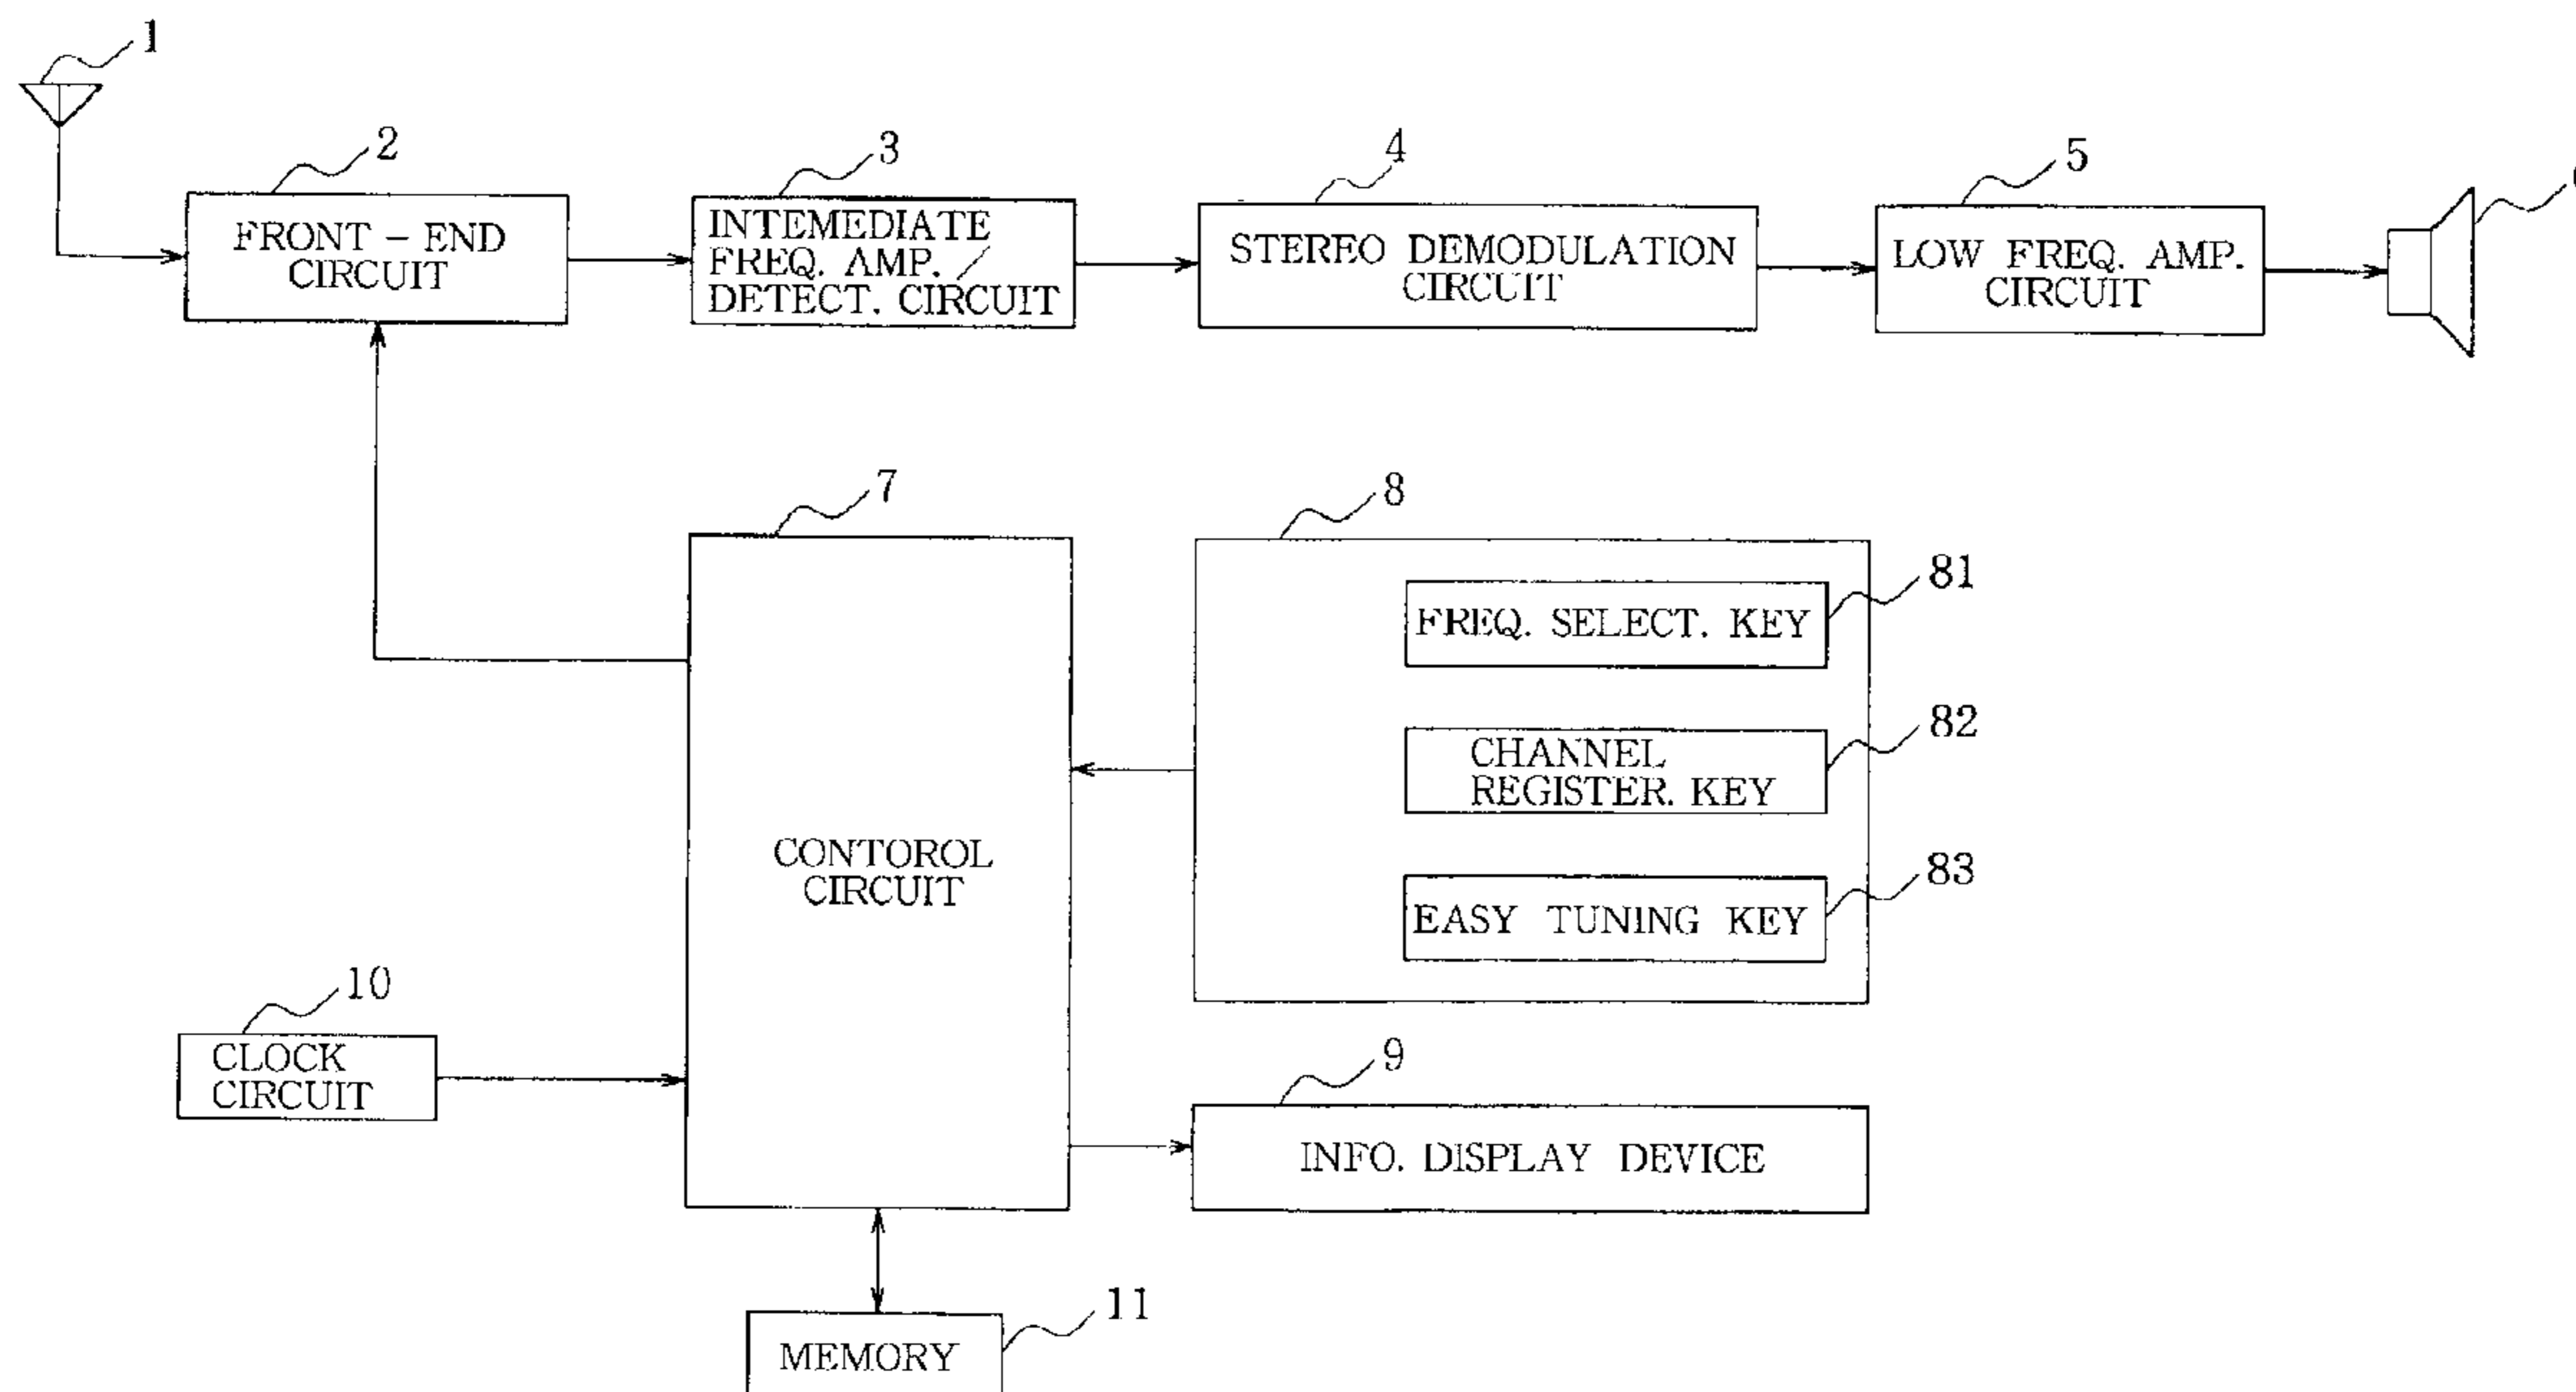 1
2
3
4
5
FRONT - END
CIRCUIT
INTEMEDIATE
FREQ. AMP. /
DETECT. CIRCUIT
STEREO DEMODULATION
CIRCUIT
LOW FREQ. AMP.
CIRCUIT
7
8
FREQ. SELECT. KEY
81
CHANNEL
REGISTER. KEY
82
CONTOROL
CIRCUIT
EASY TUNING KEY
83
10
CLOCK
CIRCUIT
9
INFO. DISPLAY DEVICE
11
MEMORY